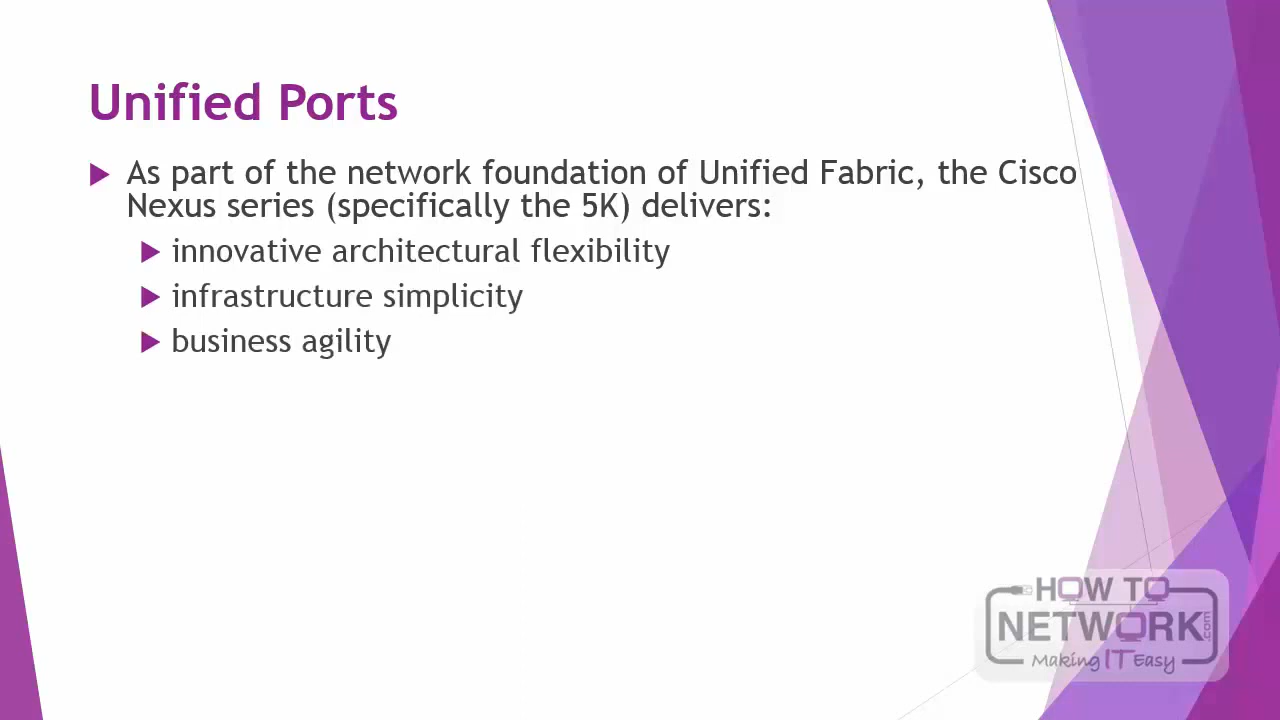 Unified Ports
As part of the network foundation of Unified Fabric, the Cisco
Nexus series (specifically the 5K) delivers:
innovative architectural flexibility
infrastructure simplicity
business agility
HOW TO
NETWORK.com
Making IT Easy